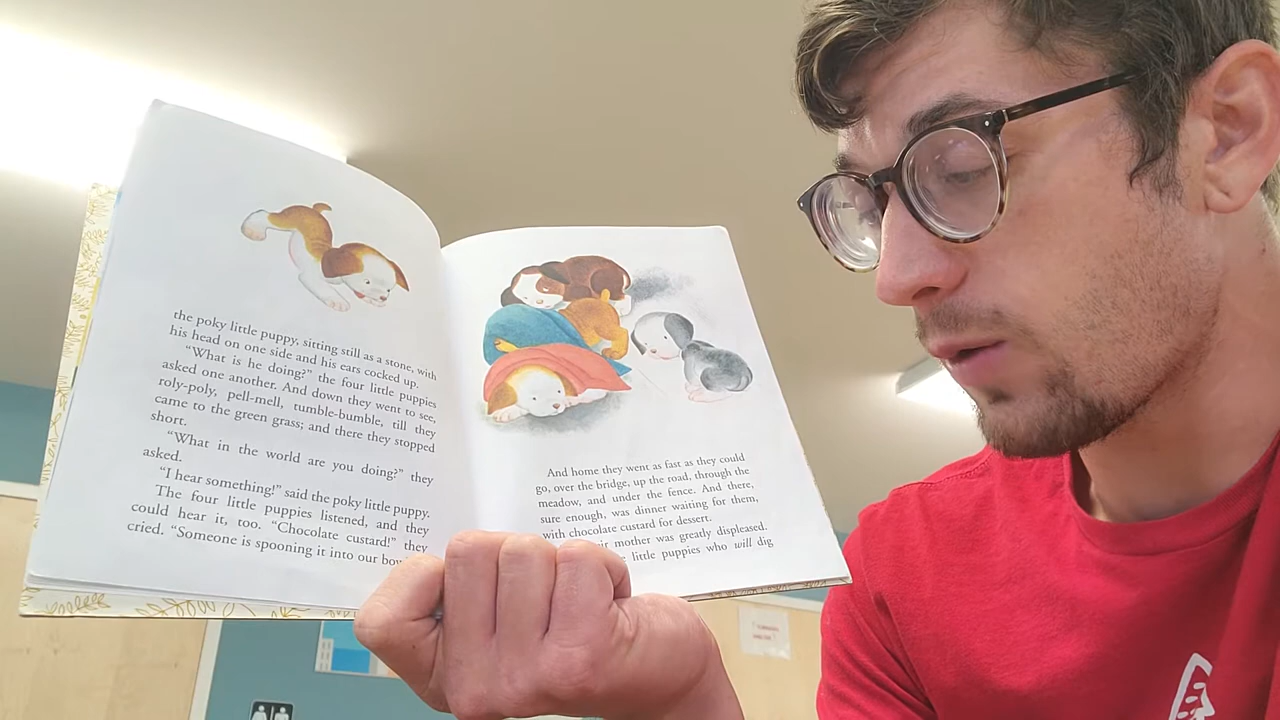 the poky little puppy, sitting still as a stone, with
his head on one side and his ears cocked up.
“What is he doing?” the four little puppies
asked one another. And down they went to see,
roly-poly, pell-mell, tumble-bumble, till they
came to the green grass; and there they stopped
short.
“What in the world are you doing?” they
asked.
“I hear something!” said the poky little puppy.
The four little puppies listened, and they
could hear it, too. “Chocolate custard!” they
cried. “Someone is spooning it into our
And home they went as fast as they could
go, over the bridge, up the road, through the
meadow, and under the fence. And there,
sure enough, was dinner waiting for them,
with chocolate custard for dessert.
mother was greatly displeased.
little puppies who will dig